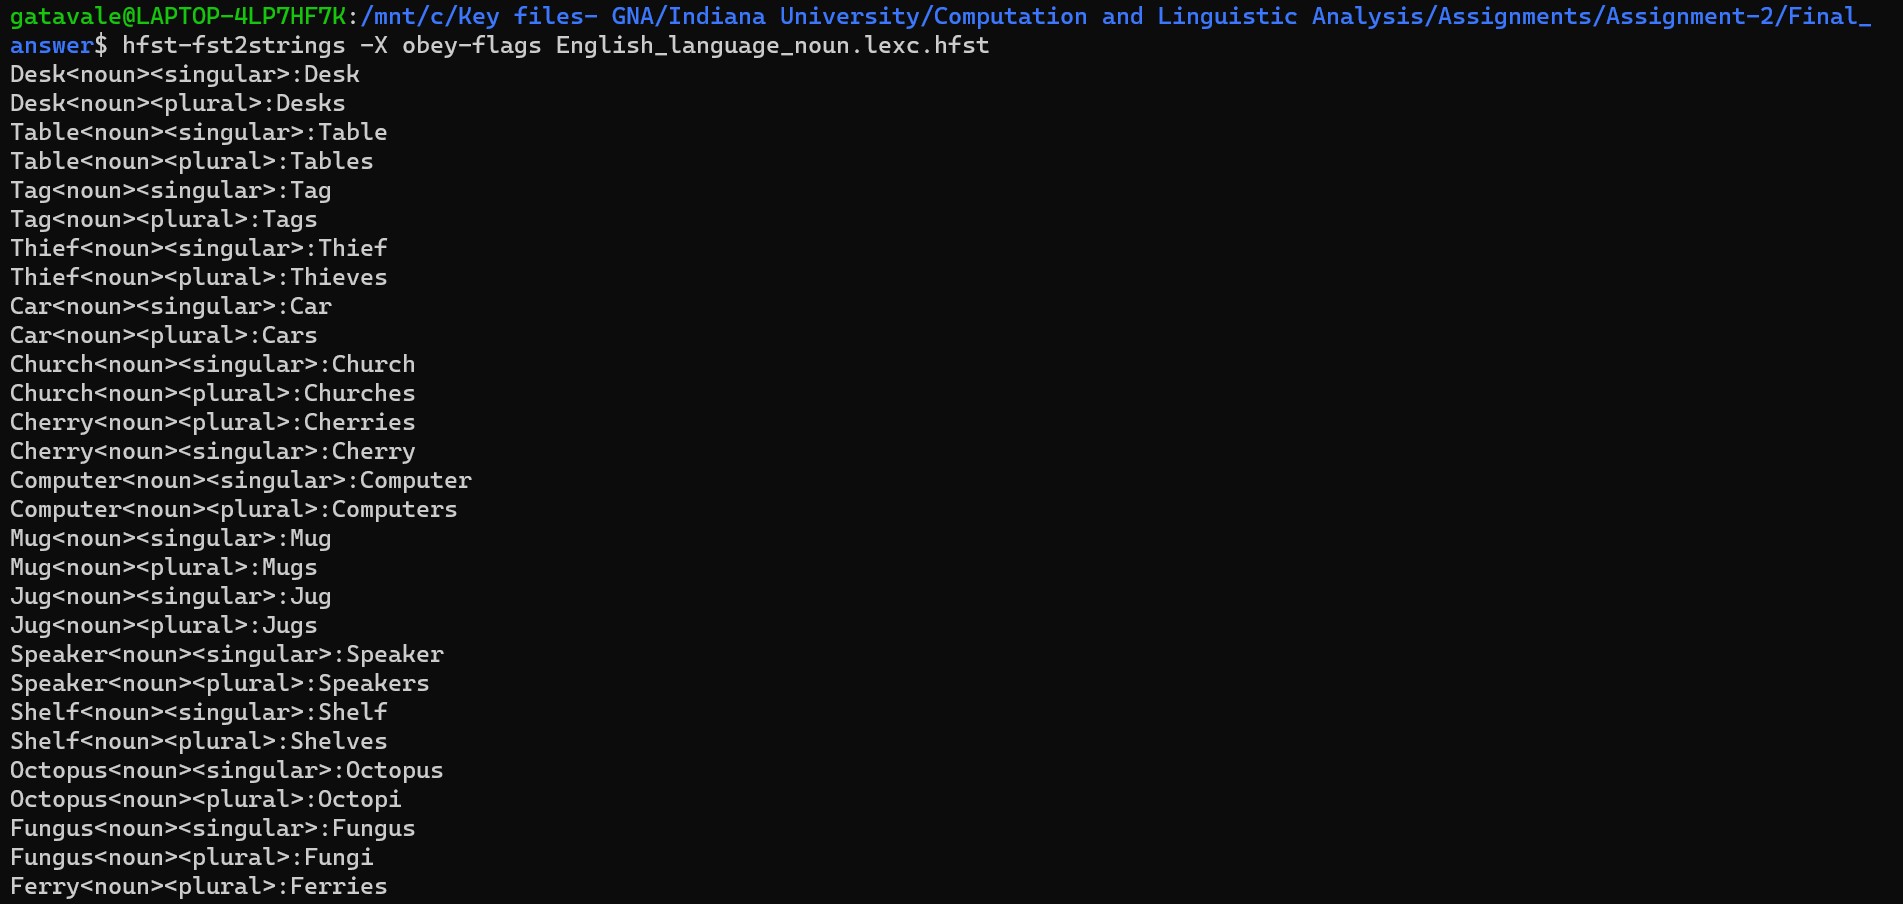 gatavale@LAPTOP-4LP7HF7K:/mnt/c/Key files- GNA/Indiana University/Computation and Linguistic Analysis/Assignments/Assignment-2/Final_
answer$ hfst-fst2strings -X obey-flags English_language_noun.lexc.hfst
Desk<noun><singular>:Desk
Desk<noun><plural>:Desks
Table<noun><singular>:Table
Table<noun><plural>:Tables
Tag<noun><singular>:Tag
Tag<noun><plural>:Tags
Thief<noun><singular>:Thief
Thief<noun><plural>:Thieves
Car<noun><singular>:Car
Car<noun><plural>:Cars
Church<noun><singular>:Church
Church<noun><plural>:Churches
Cherry<noun><plural>:Cherries
Cherry<noun><singular>:Cherry
Computer<noun><singular>:Computer
Computer<noun><plural>:Computers
Mug<noun><singular>:Mug
Mug<noun><plural>:Mugs
Jug<noun><singular>:Jug
Jug<noun><plural>:Jugs
Speaker<noun><singular>:Speaker
Speaker<noun><plural>:Speakers
Shelf<noun><singular>:Shelf
Shelf<noun><plural>:Shelves
Octopus<noun><singular>:Octopus
Octopus<noun><plural>:Octopi
Fungus<noun><singular>:Fungus
Fungus<noun><plural>:Fungi
Ferry<noun><plural>:Ferries